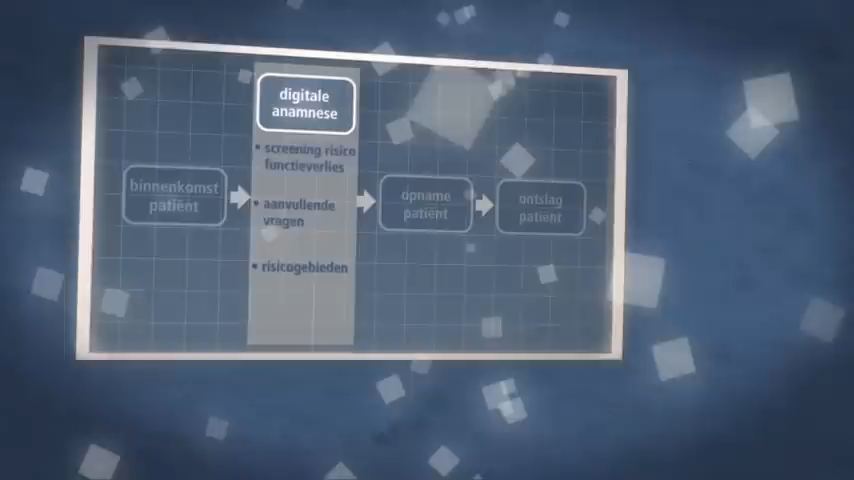 digitale
anamnese
• screening risico
functieverlies
• aanvullende
vragen
• risicogebieden
binnenkomst
patiënt
opname
patiënt
ontslag
patiënt